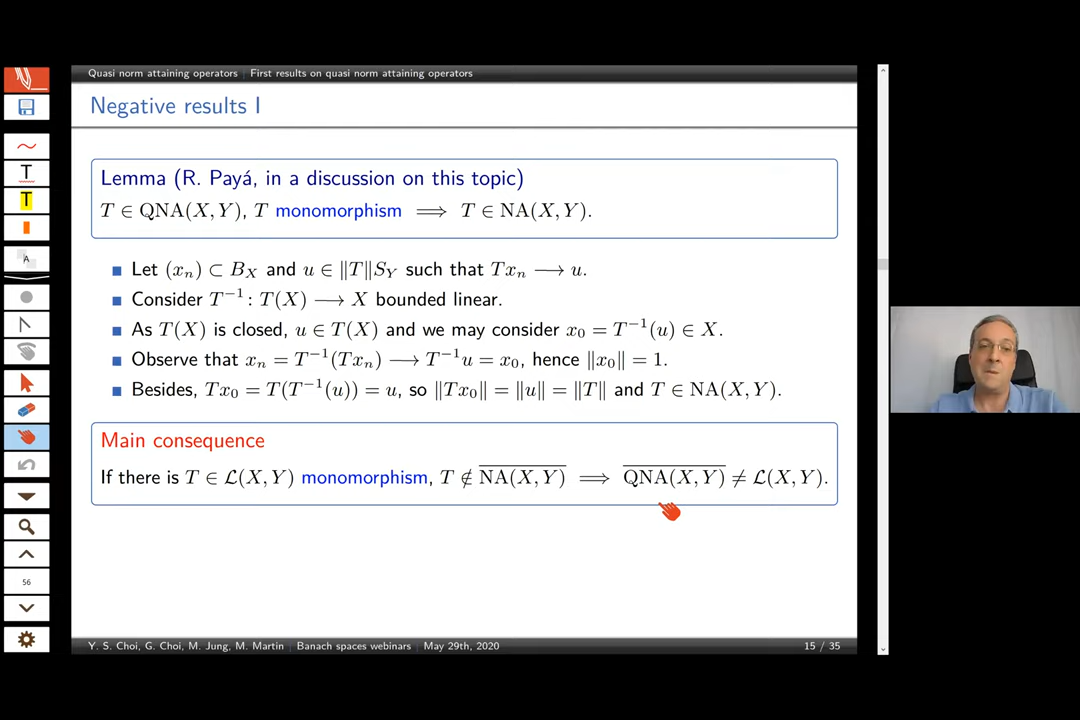 Quasi norm attaining operators | First results on quasi norm attaining operators
Negative results I
Lemma (R. Payá, in a discussion on this topic)
T ∈ QNA(X, Y), T monomorphism ⟹ T ∈ NA(X, Y).
Let (xₙ) ⊂ B_X and u ∈ ‖T‖S_Y such that Txₙ ⟶ u.
Consider T⁻¹: T(X) ⟶ X bounded linear.
As T(X) is closed, u ∈ T(X) and we may consider x₀ = T⁻¹(u) ∈ X.
Observe that xₙ = T⁻¹(Txₙ) ⟶ T⁻¹u = x₀, hence ‖x₀‖ = 1.
Besides, Tx₀ = T(T⁻¹(u)) = u, so ‖Tx₀‖ = ‖u‖ = ‖T‖ and T ∈ NA(X, Y).
Main consequence
If there is T ∈ 𝓛(X, Y) monomorphism, T ∉ \overline{NA(X, Y)} ⟹ \overline{QNA(X, Y)} ≠ 𝓛(X, Y).
T
T
A
56
Y. S. Choi, G. Choi, M. Jung, M. Martín | Banach spaces webinars | May 29th, 2020 15 / 35